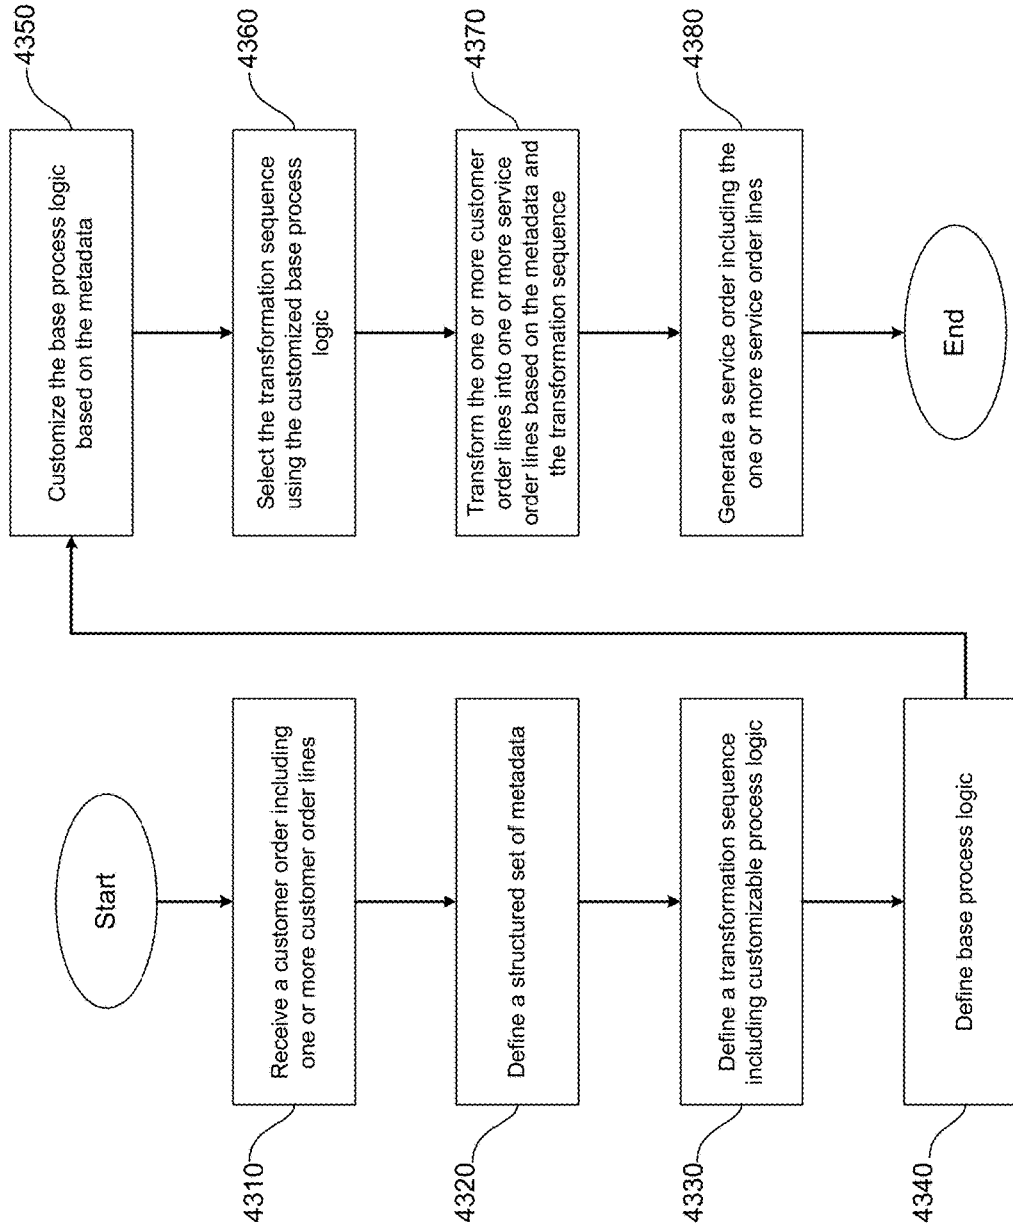 Start
4310
Receive a customer order including
one or more customer order lines
4320
Define a structured set of metadata
4330
Define a transformation sequence
including customizable process logic
4340
Define base process logic
4350
Customize the base process logic
based on the metadata
4360
Select the transformation sequence
using the customized base process
logic
4370
Transform the one or more customer
order lines into one or more service
order lines based on the metadata and
the transformation sequence
4380
Generate a service order including the
one or more service order lines
End